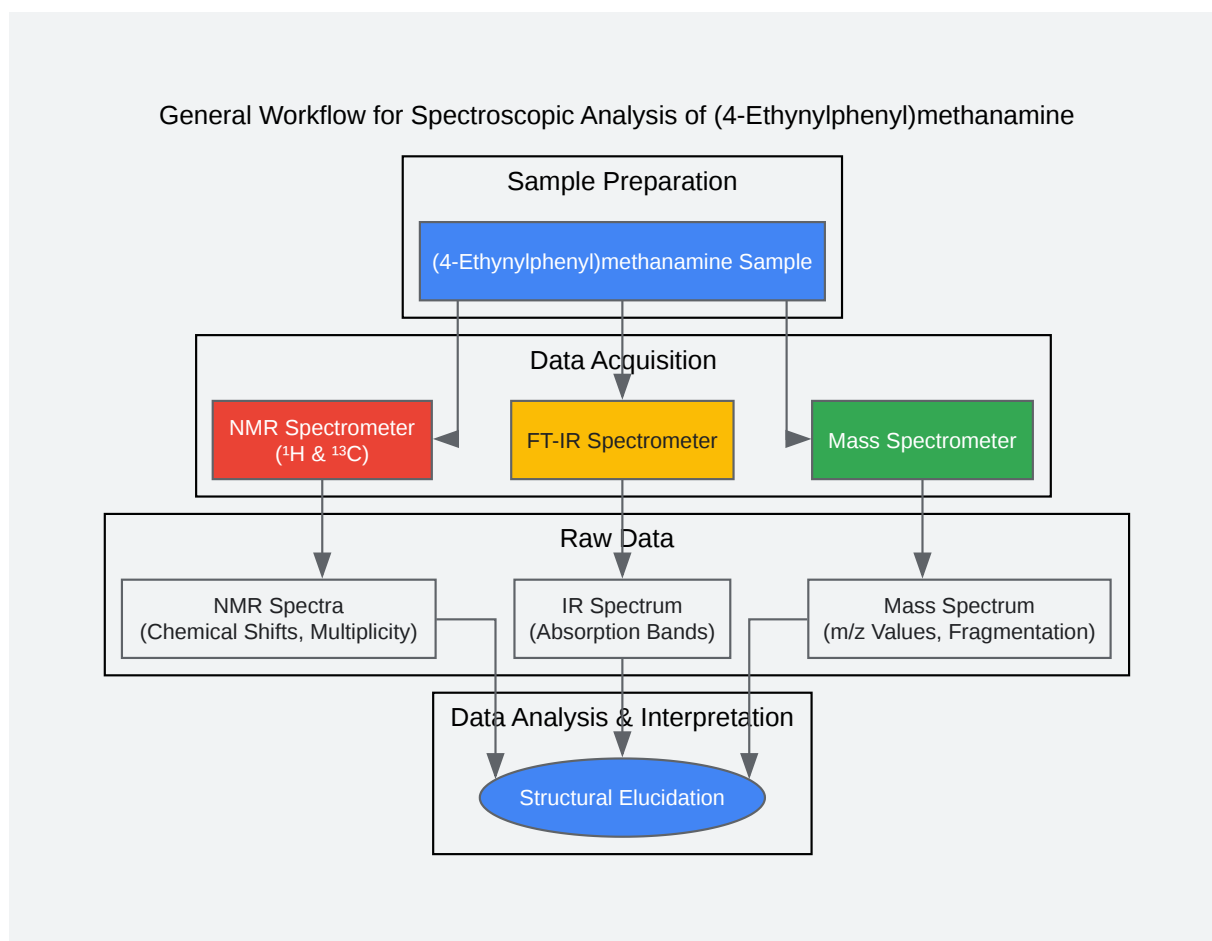 General Workflow for Spectroscopic Analysis of (4-Ethynylphenyl)methanamine
Sample Preparation
(4-Ethynylphenyl)methanamine Sample
Data Acquisition
NMR Spectrometer
(¹H & ¹³C)
FT-IR Spectrometer
Mass Spectrometer
Raw Data
NMR Spectra
(Chemical Shifts, Multiplicity)
IR Spectrum
(Absorption Bands)
Mass Spectrum
(m/z Values, Fragmentation)
Data Analysis & Interpretation
Structural Elucidation